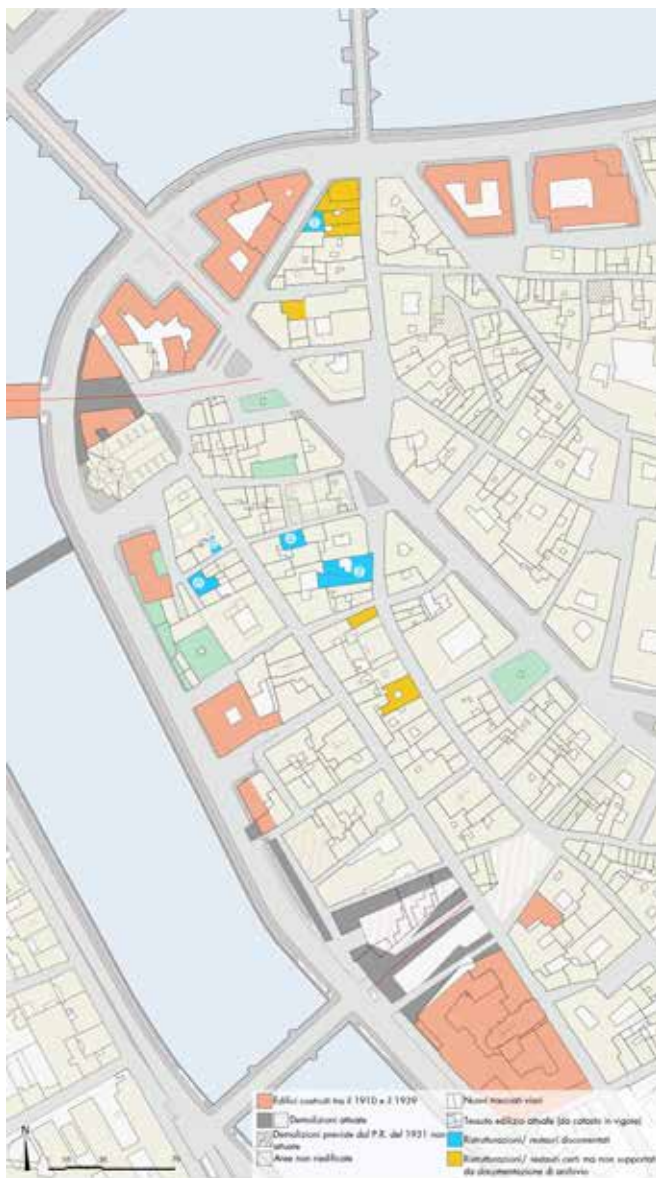 N
Edifici costruiti tra il 1910 e il 1939
Demolizioni attuate
Demolizioni previste dal P.R. del 1931 non attuate
Aree non riedificate
Nuovi tracciati viari
Tessuto edilizio attuale (da catasto in vigore)
Ristrutturazioni/ restauri documentati
Ristrutturazioni/ restauri certi ma non supportati
da documentazione di archivio